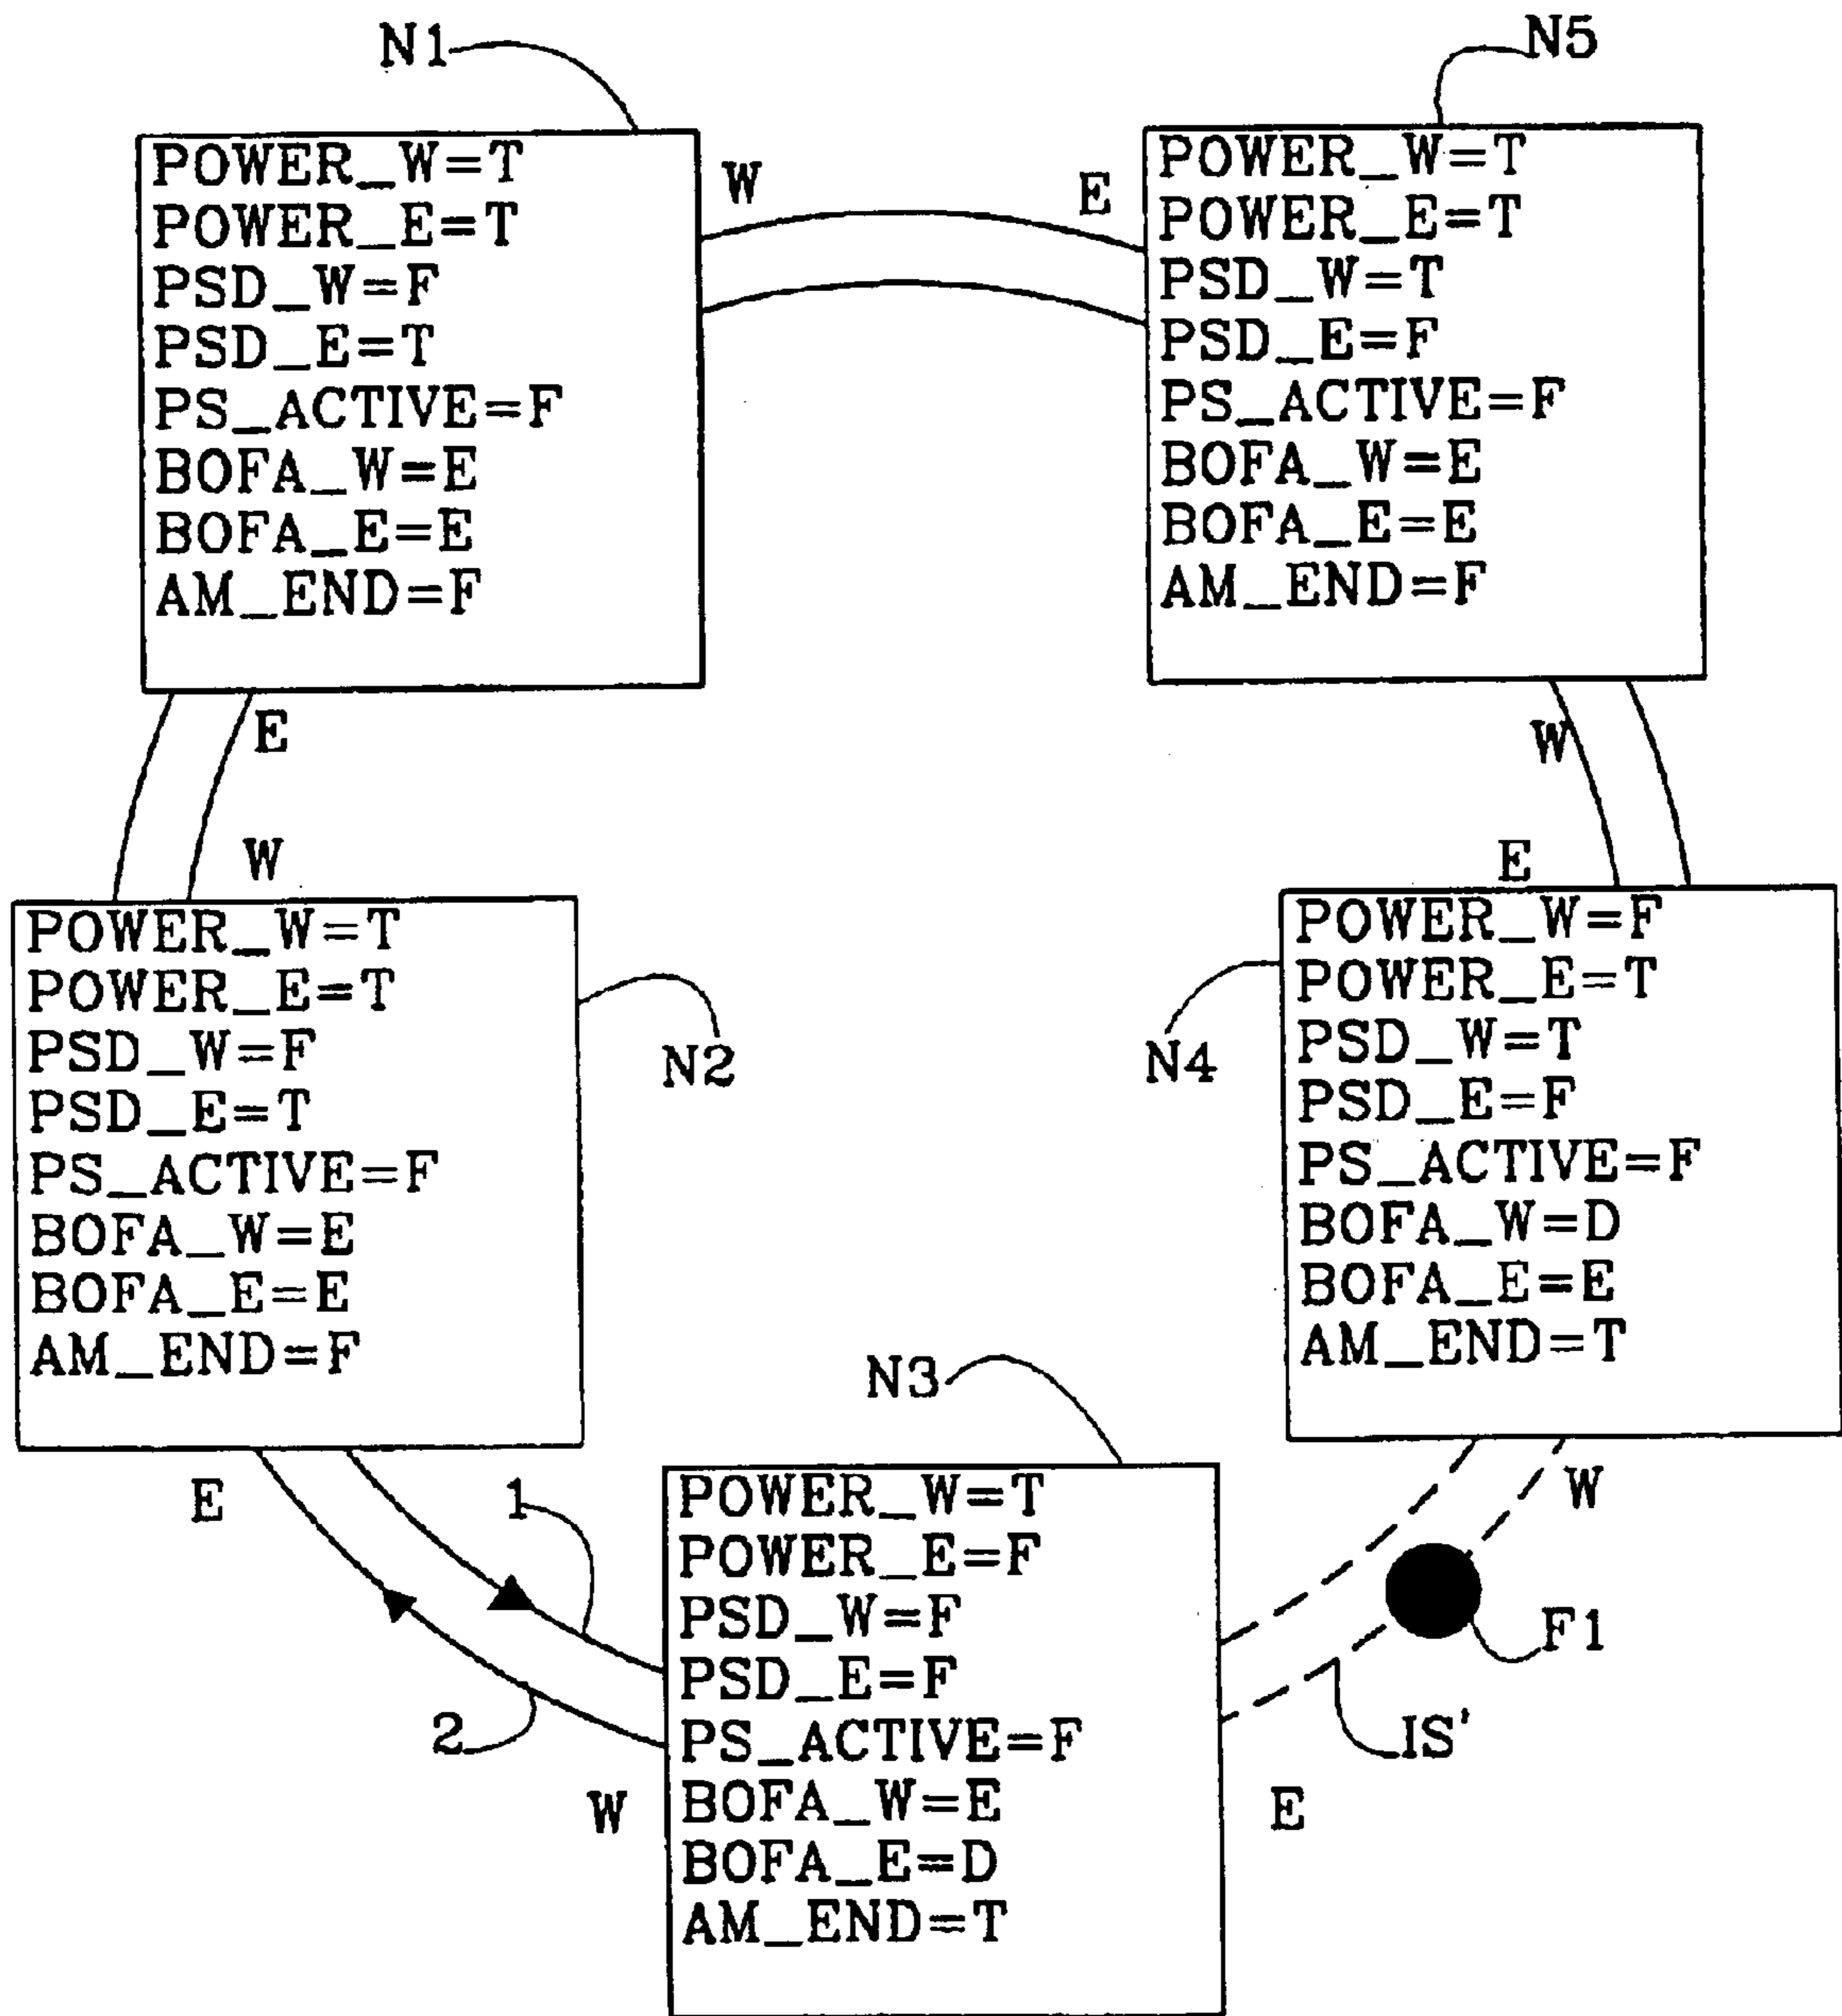 N1
N5
POWER_W=T
POWER_E=T
PSD_W=F
PSD_E=T
PS_ACTIVE=F
BOFA_W=E
BOFA_E=E
AM_END=F
W
E
POWER_W=T
POWER_E=T
PSD_W=T
PSD_E=F
PS_ACTIVE=F
BOFA_W=E
BOFA_E=E
AM_END=F
E
W
W
E
POWER_W=T
POWER_E=T
PSD_W=F
PSD_E=T
PS_ACTIVE=F
BOFA_W=E
BOFA_E=E
AM_END=F
N2
N4
POWER_W=F
POWER_E=T
PSD_W=T
PSD_E=F
PS_ACTIVE=F
BOFA_W=D
BOFA_E=E
AM_END=T
N3
E
1
2
W
POWER_W=T
POWER_E=F
PSD_W=F
PSD_E=F
PS_ACTIVE=F
BOFA_W=E
BOFA_E=D
AM_END=T
W
F1
IS'
E